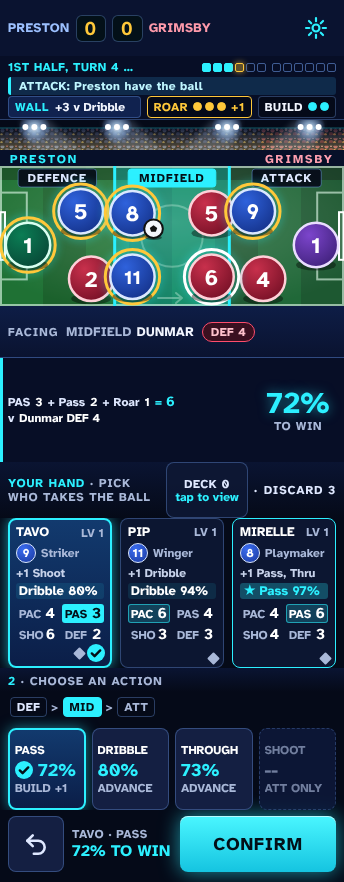 PRESTON 0 0 GRIMSBY
1ST HALF, TURN 4 ...
ATTACK: Preston have the ball
WALL +3 v Dribble
ROAR +1
BUILD
PRESTON GRIMSBY
DEFENCE MIDFIELD ATTACK
5 8 5 9
1 1
2 11 6 4
FACING MIDFIELD DUNMAR DEF 4
PAS 3 + Pass 2 + Roar 1 = 6
v Dunmar DEF 4
72%
TO WIN
YOUR HAND · PICK
WHO TAKES THE BALL
DECK 0
tap to view
· DISCARD 3
TAVO LV 1
9 Striker
+1 Shoot
Dribble 80%
PAC 4 PAS 3
SHO 6 DEF 2
PIP LV 1
11 Winger
+1 Dribble
Dribble 94%
PAC 6 PAS 4
SHO 3 DEF 3
MIRELLE LV 1
8 Playmaker
+1 Pass, Thru
★ Pass 97%
PAC 4 PAS 6
SHO 4 DEF 3
2 · CHOOSE AN ACTION
DEF > MID > ATT
PASS
72%
BUILD +1
DRIBBLE
80%
ADVANCE
THROUGH
73%
ADVANCE
SHOOT
--
ATT ONLY
TAVO · PASS
72% TO WIN
CONFIRM